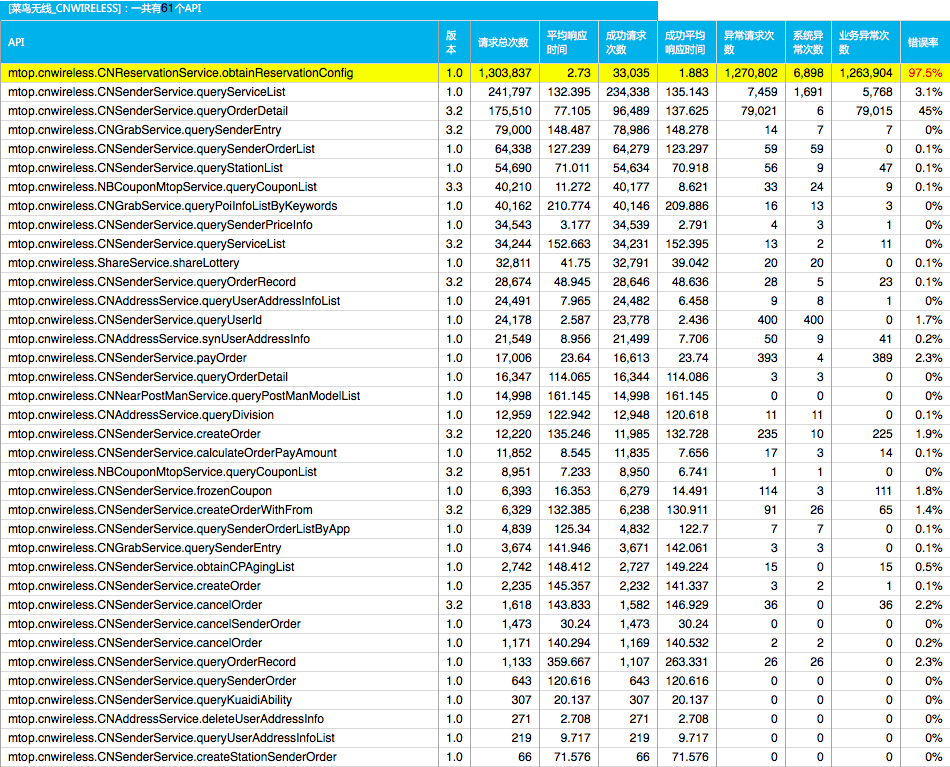 [菜鸟无线_CNWIRELESS]：一共有61个API
API 版本 请求总次数 平均响应时间 成功请求次数 成功平均响应时间 异常请求次数 系统异常次数 业务异常次数 错误率
mtop.cnwireless.CNReservationService.obtainReservationConfig 1.0 1,303,837 2.73 33,035 1.883 1,270,802 6,898 1,263,904 97.5%
mtop.cnwireless.CNSenderService.queryServiceList 1.0 241,797 132.395 234,338 135.143 7,459 1,691 5,768 3.1%
mtop.cnwireless.CNSenderService.queryOrderDetail 3.2 175,510 77.105 96,489 137.625 79,021 6 79,015 45%
mtop.cnwireless.CNGrabService.querySenderEntry 3.2 79,000 148.487 78,986 148.278 14 7 7 0%
mtop.cnwireless.CNSenderService.querySenderOrderList 1.0 64,338 127.239 64,279 123.297 59 59 0 0.1%
mtop.cnwireless.CNSenderService.queryStationList 1.0 54,690 71.011 54,634 70.918 56 9 47 0.1%
mtop.cnwireless.NBCouponMtopService.queryCouponList 3.3 40,210 11.272 40,177 8.621 33 24 9 0.1%
mtop.cnwireless.CNGrabService.queryPoiInfoListByKeywords 1.0 40,162 210.774 40,146 209.886 16 13 3 0%
mtop.cnwireless.CNSenderService.querySenderPriceInfo 1.0 34,543 3.177 34,539 2.791 4 3 1 0%
mtop.cnwireless.CNSenderService.queryServiceList 3.2 34,244 152.663 34,231 152.395 13 2 11 0%
mtop.cnwireless.ShareService.shareLottery 1.0 32,811 41.75 32,791 39.042 20 20 0 0.1%
mtop.cnwireless.CNSenderService.queryOrderRecord 3.2 28,674 48.945 28,646 48.636 28 5 23 0.1%
mtop.cnwireless.CNAddressService.queryUserAddressInfoList 1.0 24,491 7.965 24,482 6.458 9 8 1 0%
mtop.cnwireless.CNSenderService.queryUserId 1.0 24,178 2.587 23,778 2.436 400 400 0 1.7%
mtop.cnwireless.CNAddressService.synUserAddressInfo 1.0 21,549 8.956 21,499 7.706 50 9 41 0.2%
mtop.cnwireless.CNSenderService.payOrder 1.0 17,006 23.64 16,613 23.74 393 4 389 2.3%
mtop.cnwireless.CNSenderService.queryOrderDetail 1.0 16,347 114.065 16,344 114.086 3 3 0 0%
mtop.cnwireless.CNNearPostManService.queryPostManModelList 1.0 14,998 161.145 14,998 161.145 0 0 0 0%
mtop.cnwireless.CNAddressService.queryDivision 1.0 12,959 122.942 12,948 120.618 11 11 0 0.1%
mtop.cnwireless.CNSenderService.createOrder 3.2 12,220 135.246 11,985 132.728 235 10 225 1.9%
mtop.cnwireless.CNSenderService.calculateOrderPayAmount 1.0 11,852 8.545 11,835 7.656 17 3 14 0.1%
mtop.cnwireless.NBCouponMtopService.queryCouponList 3.2 8,951 7.233 8,950 6.741 1 1 0 0%
mtop.cnwireless.CNSenderService.frozenCoupon 1.0 6,393 16.353 6,279 14.491 114 3 111 1.8%
mtop.cnwireless.CNSenderService.createOrderWithFrom 3.2 6,329 132.385 6,238 130.911 91 26 65 1.4%
mtop.cnwireless.CNSenderService.querySenderOrderListByApp 1.0 4,839 125.34 4,832 122.7 7 7 0 0.1%
mtop.cnwireless.CNGrabService.querySenderEntry 1.0 3,674 141.946 3,671 142.061 3 3 0 0.1%
mtop.cnwireless.CNSenderService.obtainCPAgingList 1.0 2,742 148.412 2,727 149.224 15 0 15 0.5%
mtop.cnwireless.CNSenderService.createOrder 1.0 2,235 145.357 2,232 141.337 3 2 1 0.1%
mtop.cnwireless.CNSenderService.cancelOrder 3.2 1,618 143.833 1,582 146.929 36 0 36 2.2%
mtop.cnwireless.CNSenderService.cancelSenderOrder 1.0 1,473 30.24 1,473 30.24 0 0 0 0%
mtop.cnwireless.CNSenderService.cancelOrder 1.0 1,171 140.294 1,169 140.532 2 2 0 0.2%
mtop.cnwireless.CNSenderService.queryOrderRecord 1.0 1,133 359.667 1,107 263.331 26 26 0 2.3%
mtop.cnwireless.CNSenderService.querySenderOrder 1.0 643 120.616 643 120.616 0 0 0 0%
mtop.cnwireless.CNSenderService.queryKuaidiAbility 1.0 307 20.137 307 20.137 0 0 0 0%
mtop.cnwireless.CNAddressService.deleteUserAddressInfo 1.0 271 2.708 271 2.708 0 0 0 0%
mtop.cnwireless.CNSenderService.queryUserAddressInfoList 1.0 219 9.717 219 9.717 0 0 0 0%
mtop.cnwireless.CNSenderService.createStationSenderOrder 1.0 66 71.576 66 71.576 0 0 0 0%